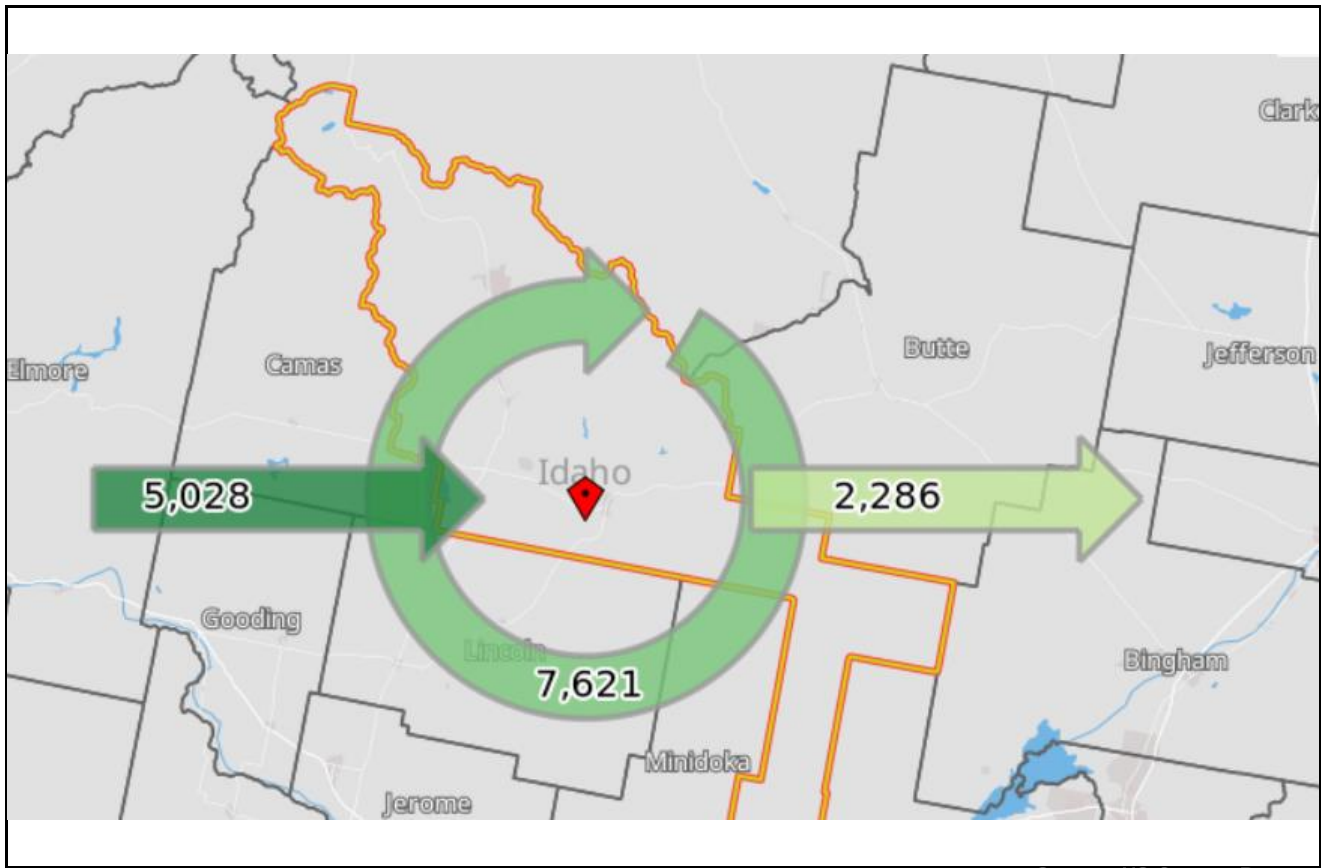 Clark
Elmore
Camas
Butte
Jefferson
Idaho
5,028
2,286
Gooding
Lincoln
7,621
Bingham
Minidoka
Jerome